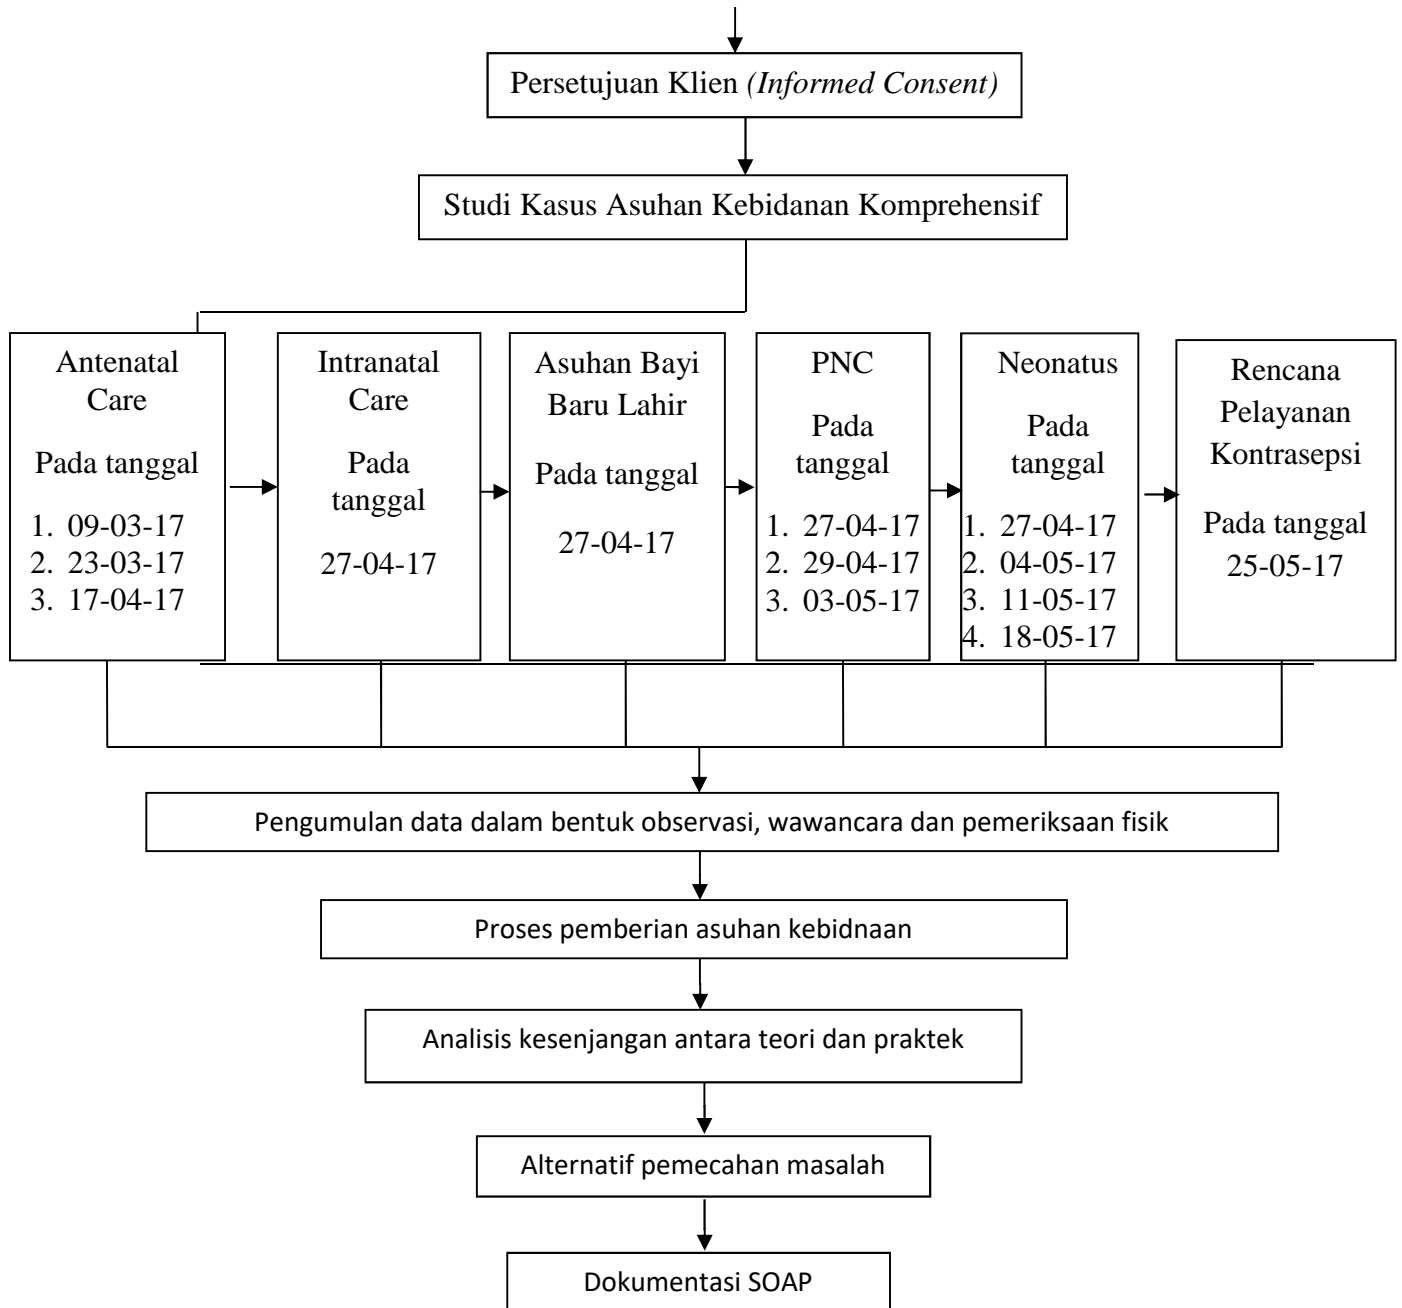 Persetujuan Klien (Informed Consent)
Studi Kasus Asuhan Kebidanan Komprehensif
Antenatal
Care
Pada tanggal
1. 09-03-17
2. 23-03-17
3. 17-04-17
Intranatal
Care
Pada
tanggal
27-04-17
Asuhan Bayi
Baru Lahir
Pada tanggal
27-04-17
PNC
Pada
tanggal
1. 27-04-17
2. 29-04-17
3. 03-05-17
Neonatus
Pada
tanggal
1. 27-04-17
2. 04-05-17
3. 11-05-17
4. 18-05-17
Rencana
Pelayanan
Kontrasepsi
Pada tanggal
25-05-17
Pengumulan data dalam bentuk observasi, wawancara dan pemeriksaan fisik
Proses pemberian asuhan kebidnaan
Analisis kesenjangan antara teori dan praktek
Alternatif pemecahan masalah
Dokumentasi SOAP